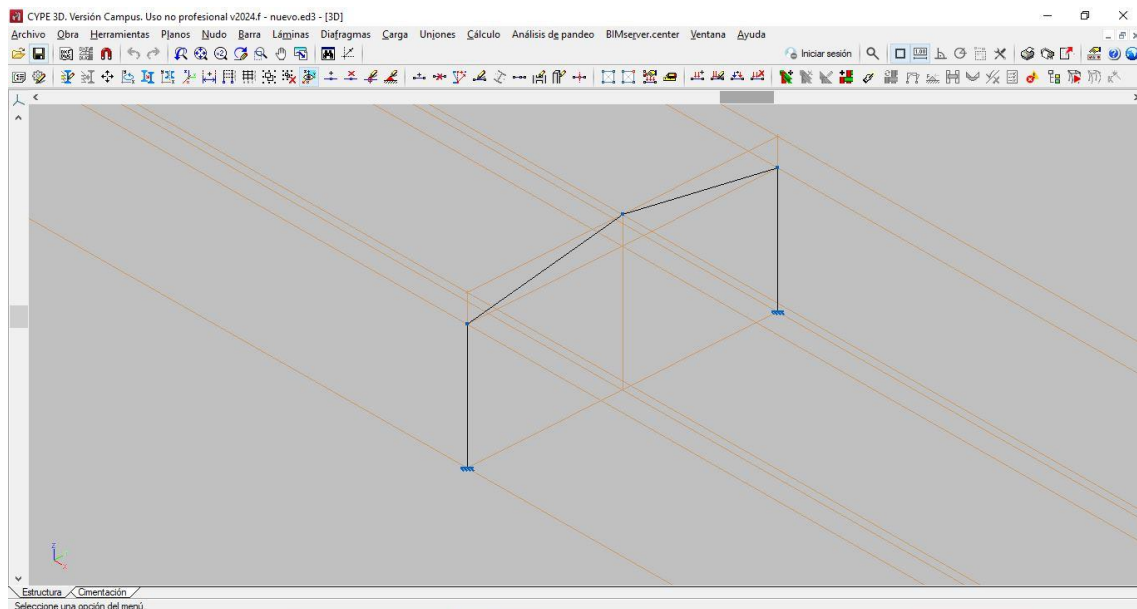 CYPE 3D. Versión Campus. Uso no profesional v2024.f - nuevo.ed3 - [3D]
Archivo Obra Herramientas Planos Nudo Barra Láminas Diafragmas Carga Uniones Cálculo Análisis de pandeo BIMserver.center Ventana Ayuda
Iniciar sesión
z
x
Estructura Cimentación
Seleccione una opción del menú